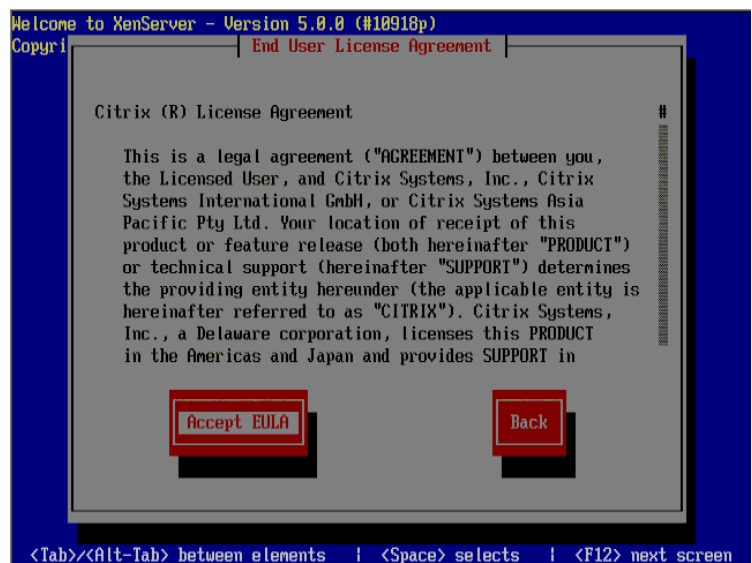 Welcome to XenServer - Version 5.0.0 (#10918p)
Copyri
End User License Agreement
Citrix (R) License Agreement #
This is a legal agreement ("AGREEMENT") between you,
the Licensed User, and Citrix Systems, Inc., Citrix
Systems International GmbH, or Citrix Systems Asia
Pacific Pty Ltd. Your location of receipt of this
product or feature release (both hereinafter "PRODUCT")
or technical support (hereinafter "SUPPORT") determines
the providing entity hereunder (the applicable entity is
hereinafter referred to as "CITRIX"). Citrix Systems,
Inc., a Delaware corporation, licenses this PRODUCT
in the Americas and Japan and provides SUPPORT in
Accept EULA Back
<Tab>/<Alt-Tab> between elements | <Space> selects | <F12> next screen